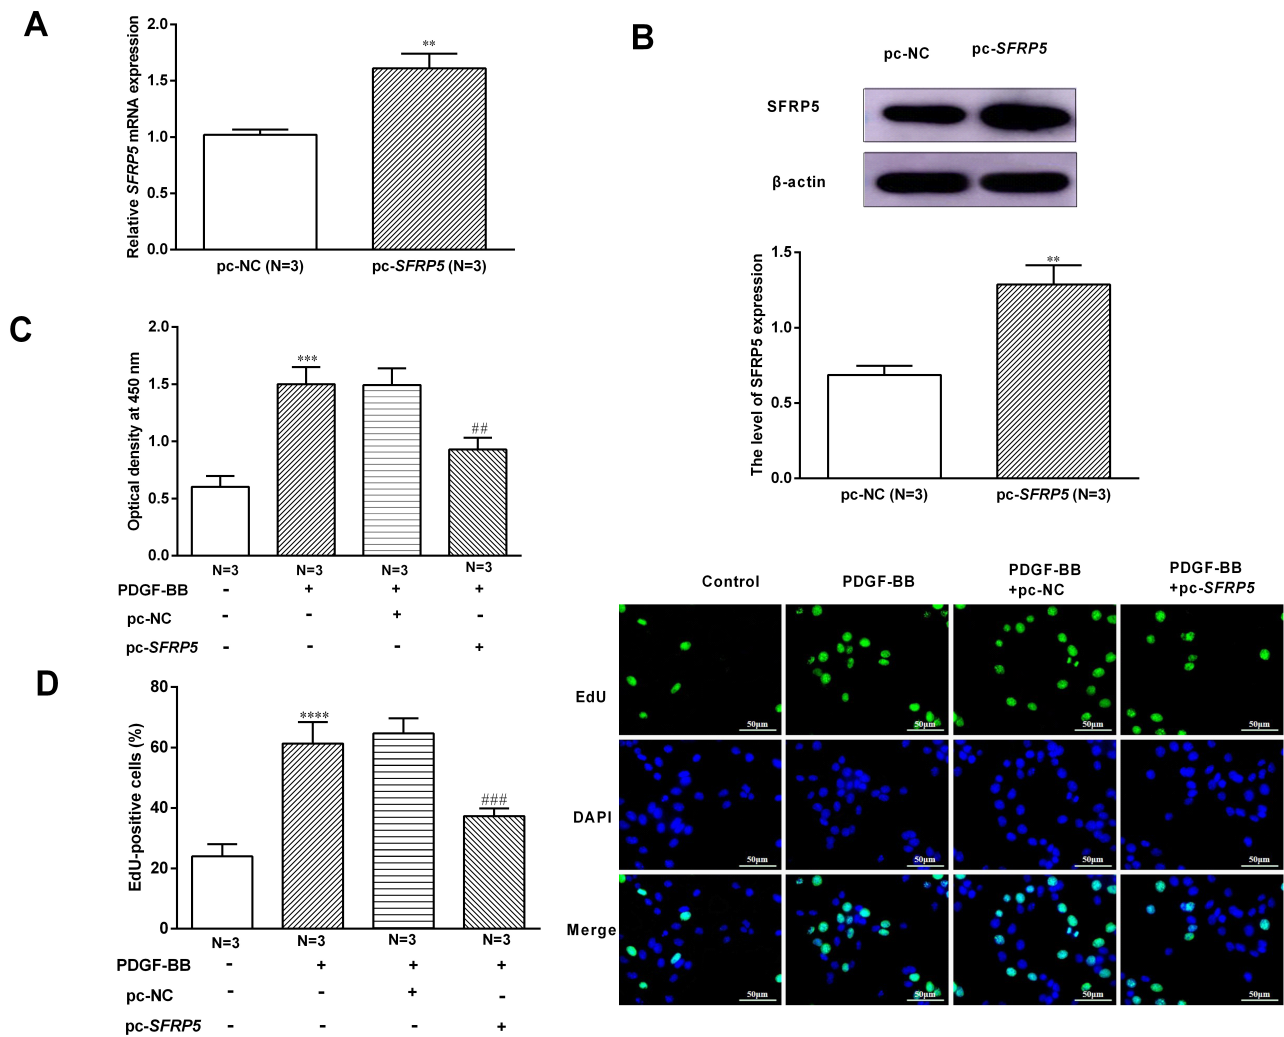 A
Relative SFRP5 mRNA expression
2.0
1.5
1.0
0.5
0.0
**
pc-NC (N=3)
pc-SFRP5 (N=3)
B
pc-NC
pc-SFRP5
SFRP5
β-actin
The level of SFRP5 expression
1.5
1.0
0.5
0.0
**
pc-NC (N=3)
pc-SFRP5 (N=3)
C
Optical density at 450 nm
2.0
1.5
1.0
0.5
0.0
***
##
N=3 N=3 N=3 N=3
PDGF-BB - + + +
pc-NC - - + -
pc-SFRP5 - - - +
D
EdU-positive cells (%)
80
60
40
20
0
****
###
N=3 N=3 N=3 N=3
PDGF-BB - + + +
pc-NC - - + -
pc-SFRP5 - - - +
Control
PDGF-BB
PDGF-BB
+pc-NC
PDGF-BB
+pc-SFRP5
EdU
50μm 50μm 50μm 50μm
DAPI
50μm 50μm 50μm 50μm
Merge
50μm 50μm 50μm 50μm